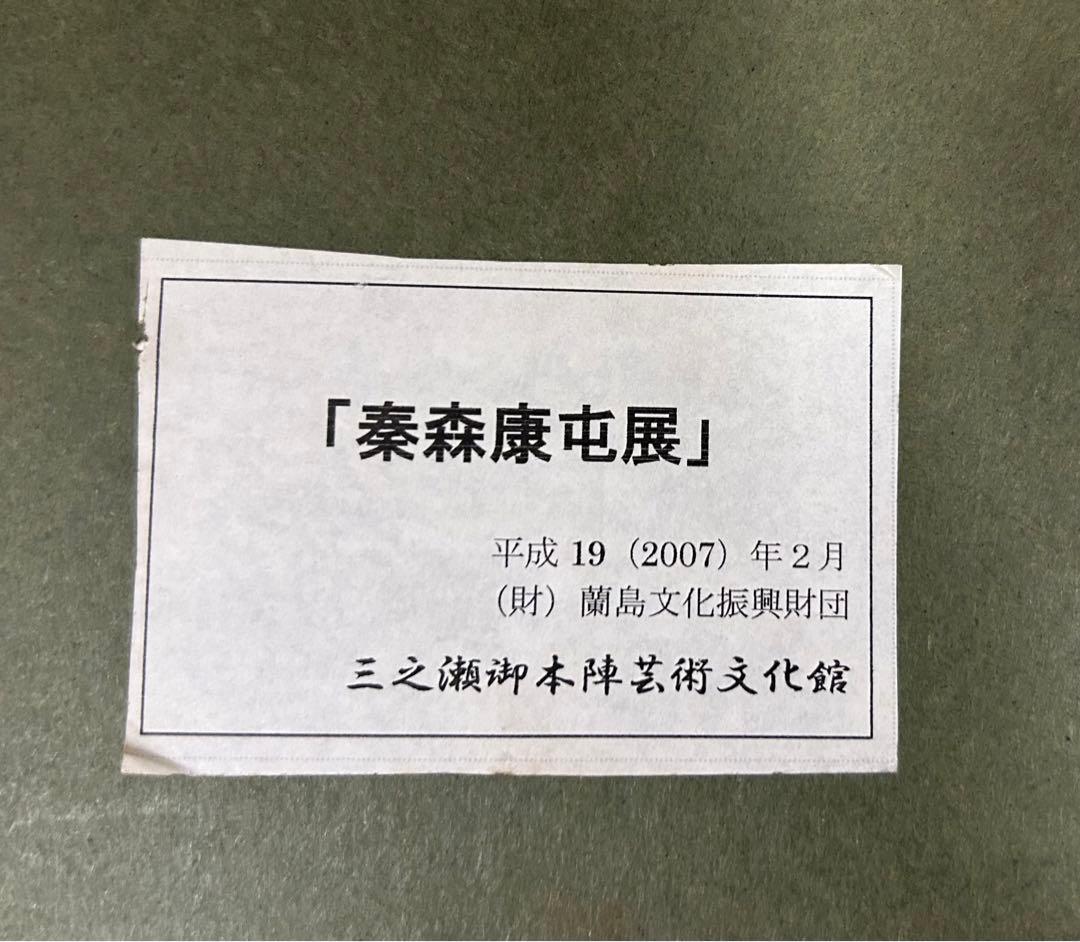 「秦森康屯展」
平成 19（2007）年２月
（財）蘭島文化振興財団
三之瀬御本陣芸術文化館